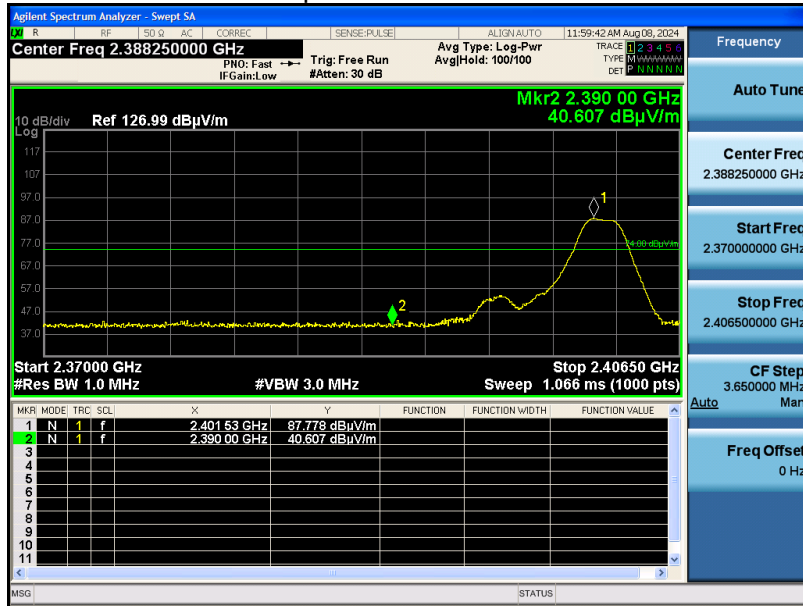 Agilent Spectrum Analyzer - Swept SA
LXI R RF 50 Ω AC CORREC SENSE:PULSE ALIGN AUTO 11:59:42 AM Aug 08, 2024
Center Freq 2.388250000 GHz
PNO: Fast
IFGain:Low
Trig: Free Run
#Atten: 30 dB
Avg Type: Log-Pwr
Avg|Hold: 100/100
TRACE 1 2 3 4 5 6
TYPE M WWWWW
DET P N N N N N
Mkr2 2.390 00 GHz
40.607 dBµV/m
10 dB/div Ref 126.99 dBµV/m
Log
117
107
97.0
87.0
77.0
67.0
57.0
47.0
37.0
1
2
74.00 dBµV/m
Start 2.37000 GHz Stop 2.40650 GHz
#Res BW 1.0 MHz #VBW 3.0 MHz Sweep 1.066 ms (1000 pts)
MKR MODE TRC SCL X Y FUNCTION FUNCTION WIDTH FUNCTION VALUE
1 N 1 f 2.401 53 GHz 87.778 dBµV/m
2 N 1 f 2.390 00 GHz 40.607 dBµV/m
3
4
5
6
7
8
9
10
11
MSG STATUS
Frequency
Auto Tune
Center Freq
2.388250000 GHz
Start Freq
2.370000000 GHz
Stop Freq
2.406500000 GHz
CF Step
3.650000 MHz
Auto Man
Freq Offset
0 Hz